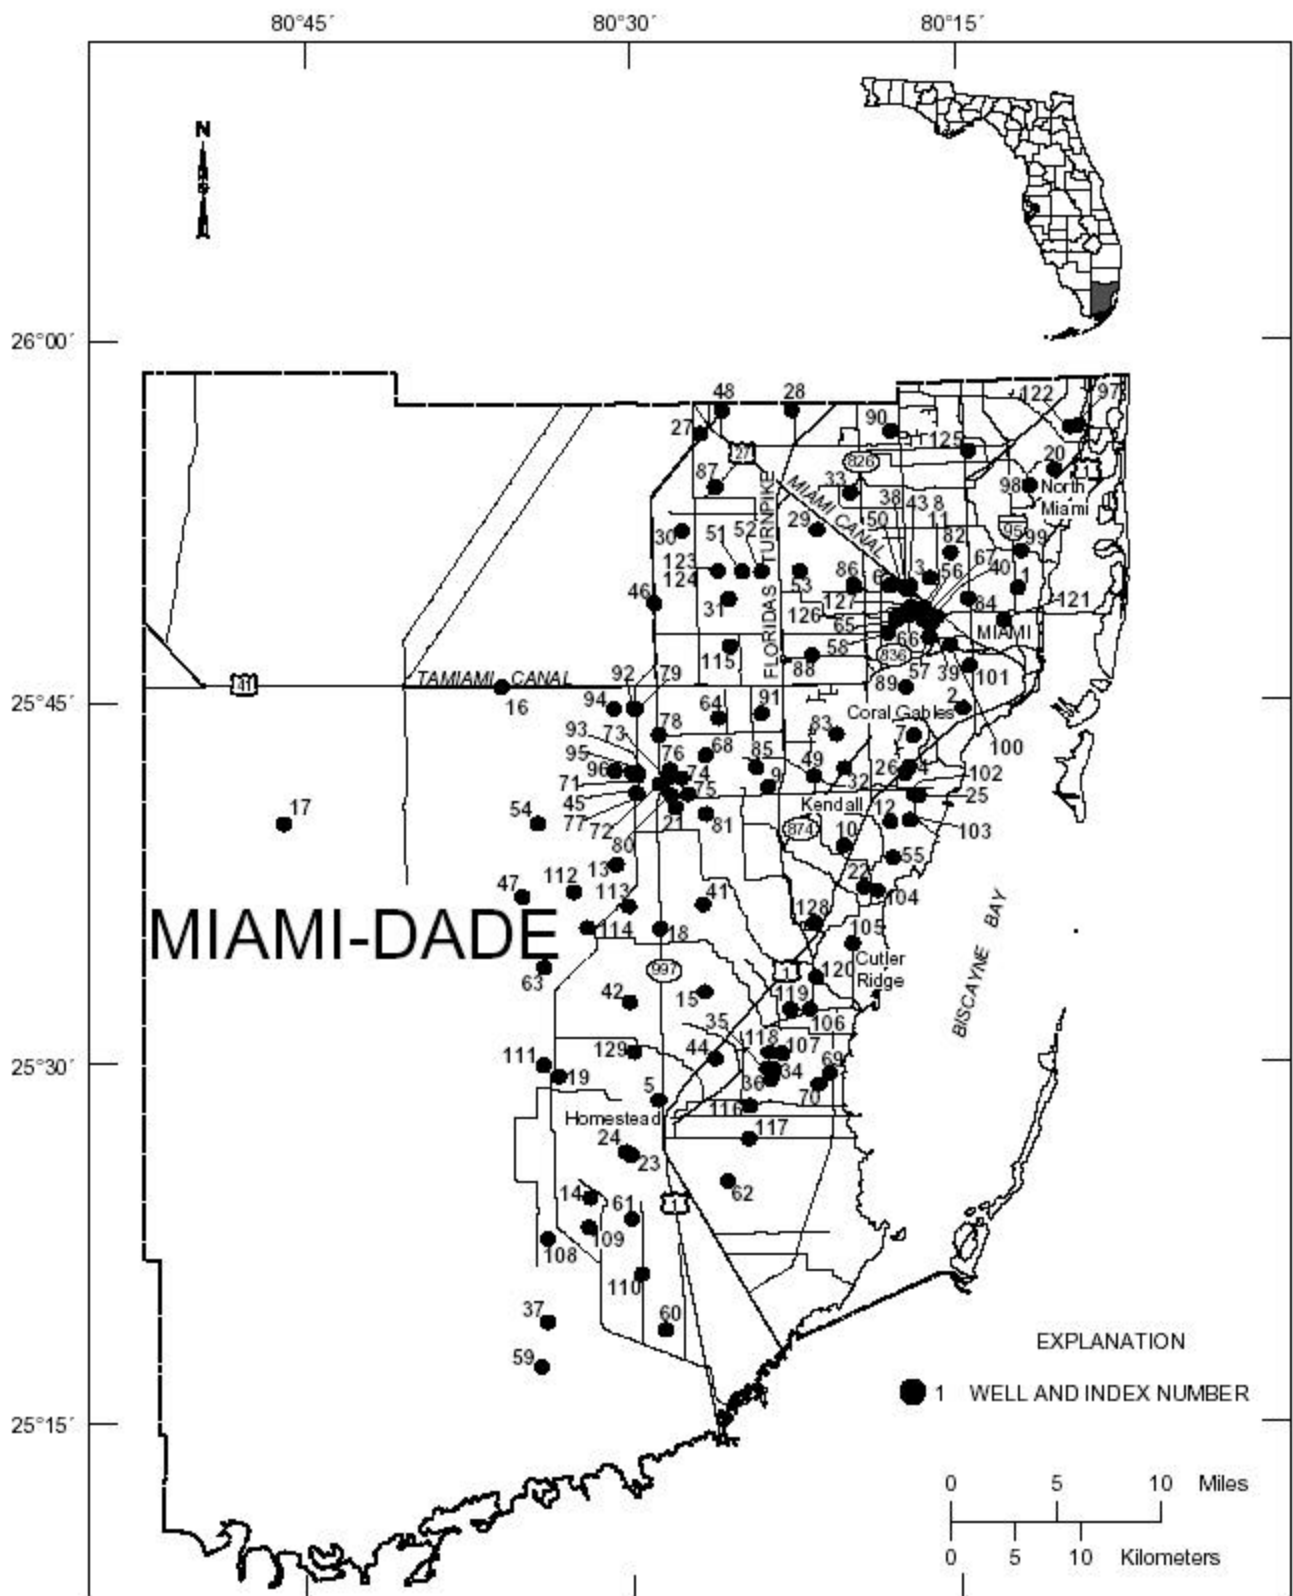 80°45´ 80°30´ 80°15´
N
26°00´
48 28 122 97
27 90 125
27 826 20 1
87 33 38 98 North
MIAMI CANAL 43 8 Miami
50 11
29 82 95 99
30 51 52 67
123 86 6 3 56 40 1
124 53
46 31 127 84 121
126
65 66 MIAMI
58 836
115 88 57 39 101
FLORIDAS TURNPIKE
92 79 89
41 TAMIAMI CANAL
16 94 64 91 2
25°45´
Coral Gables
93 73 78 83 7 100
95 76 68 85 49
96 74 9 26 4 102
71 75 32
45 Kendall 25
17 54 77 72 21 81 12
80 874 10 103
13 55
112 22
47 113 41 104
128
MIAMI-DADE 114 18 105
BISCAYNE BAY
63 997 1 120 Cutler
Ridge
42 15 119
35 106
129 44 118 107
25°30´ 111 69
19 36 34 70
5 116
Homestead
117
24 23
62
14 61 1
109
108
110
37 60
EXPLANATION
59
1 WELL AND INDEX NUMBER
25°15´
0 5 10 Miles
0 5 10 Kilometers